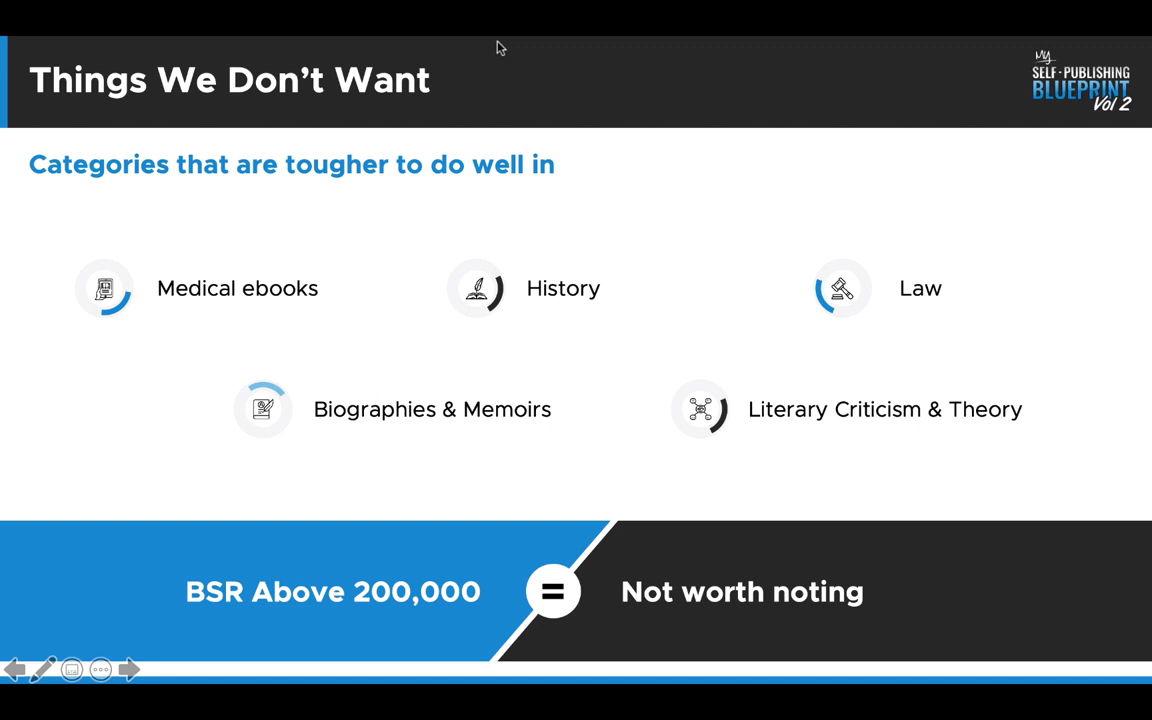 Things We Don't Want
My
SELF-PUBLISHING
BLUEPRINT
Vol 2
Categories that are tougher to do well in
Medical ebooks
History
Law
Biographies & Memoirs
Literary Criticism & Theory
BSR Above 200,000
=
Not worth noting